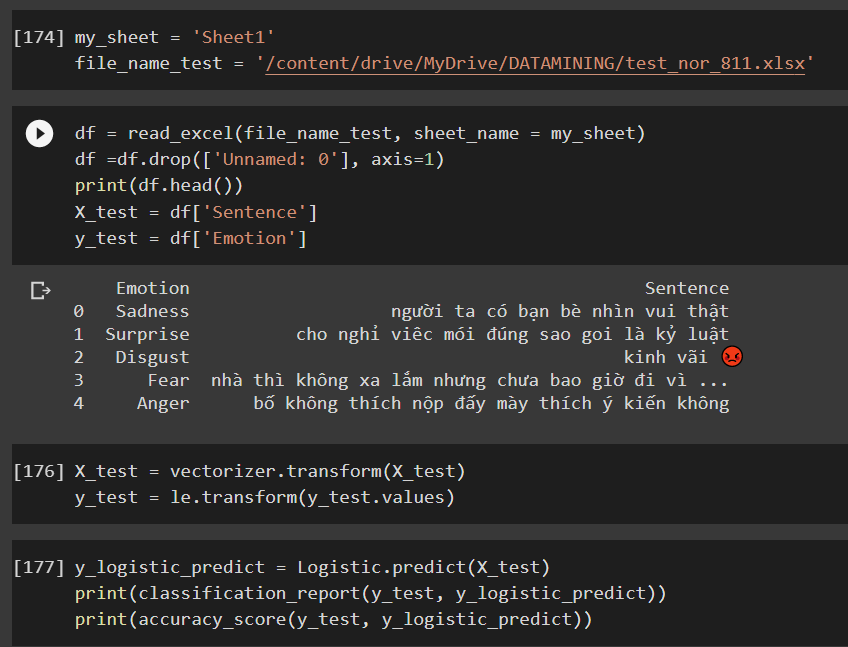 [174] my_sheet = 'Sheet1'
file_name_test = '/content/drive/MyDrive/DATAMINING/test_nor_811.xlsx'
df = read_excel(file_name_test, sheet_name = my_sheet)
df =df.drop(['Unnamed: 0'], axis=1)
print(df.head())
X_test = df['Sentence']
y_test = df['Emotion']
Emotion Sentence
0 Sadness người ta có bạn bè nhìn vui thật
1 Surprise cho nghỉ viêc mói đúng sao goi là kỷ luật
2 Disgust kinh vãi 😡
3 Fear nhà thì không xa lắm nhưng chưa bao giờ đi vì ...
4 Anger bố không thích nộp đấy mày thích ý kiến không
[176] X_test = vectorizer.transform(X_test)
y_test = le.transform(y_test.values)
[177] y_logistic_predict = Logistic.predict(X_test)
print(classification_report(y_test, y_logistic_predict))
print(accuracy_score(y_test, y_logistic_predict))